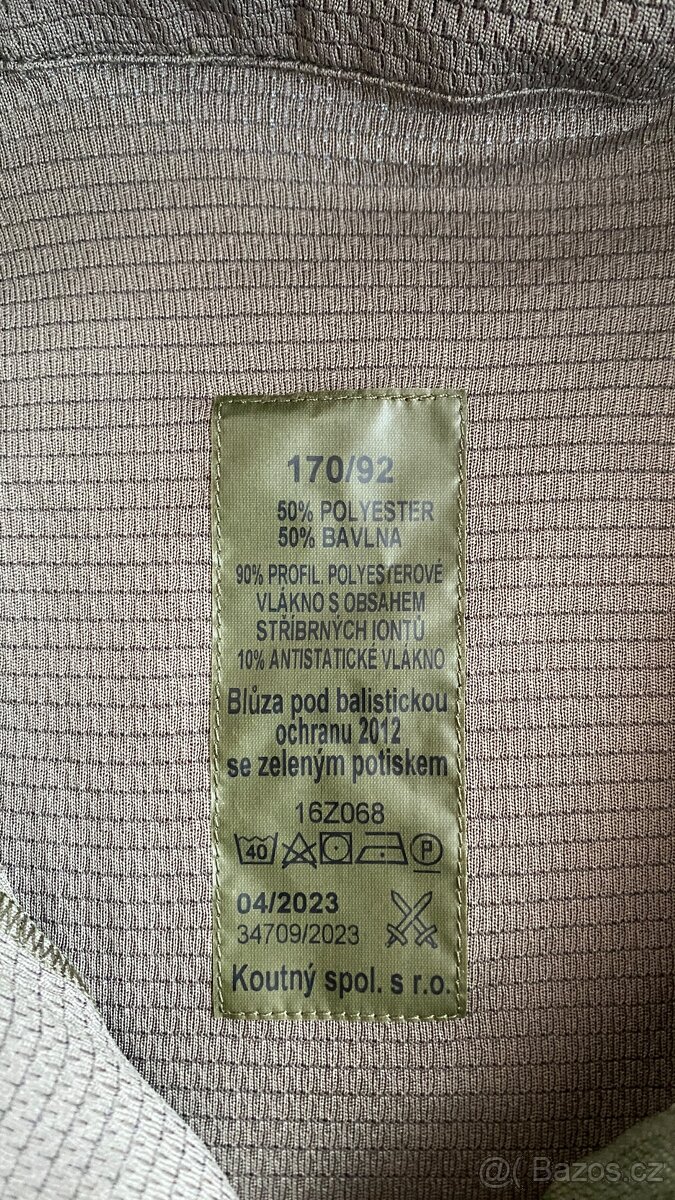 170/92
50% POLYESTER
50% BAVLNA
90% PROFIL. POLYESTEROVÉ
VLÁKNO S OBSAHEM
STŘÍBRNÝCH IONTŮ
10% ANTISTATICKÉ VLÁKNO
Blůza pod balistickou
ochranu 2012
se zeleným potiskem
16Z068
40 P
04/2023
34709/2023
Koutný spol. s r.o.
@( Bazos.cz